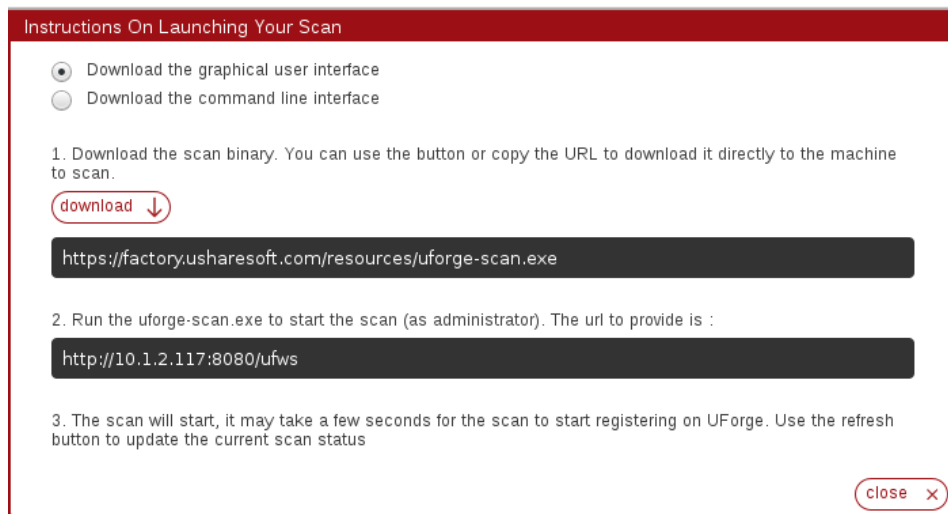 Instructions On Launching Your Scan
Download the graphical user interface
Download the command line interface
1. Download the scan binary. You can use the button or copy the URL to download it directly to the machine
to scan.
download
https://factory.usharesoft.com/resources/uforge-scan.exe
2. Run the uforge-scan.exe to start the scan (as administrator). The url to provide is :
http://10.1.2.117:8080/ufws
3. The scan will start, it may take a few seconds for the scan to start registering on UForge. Use the refresh
button to update the current scan status
close